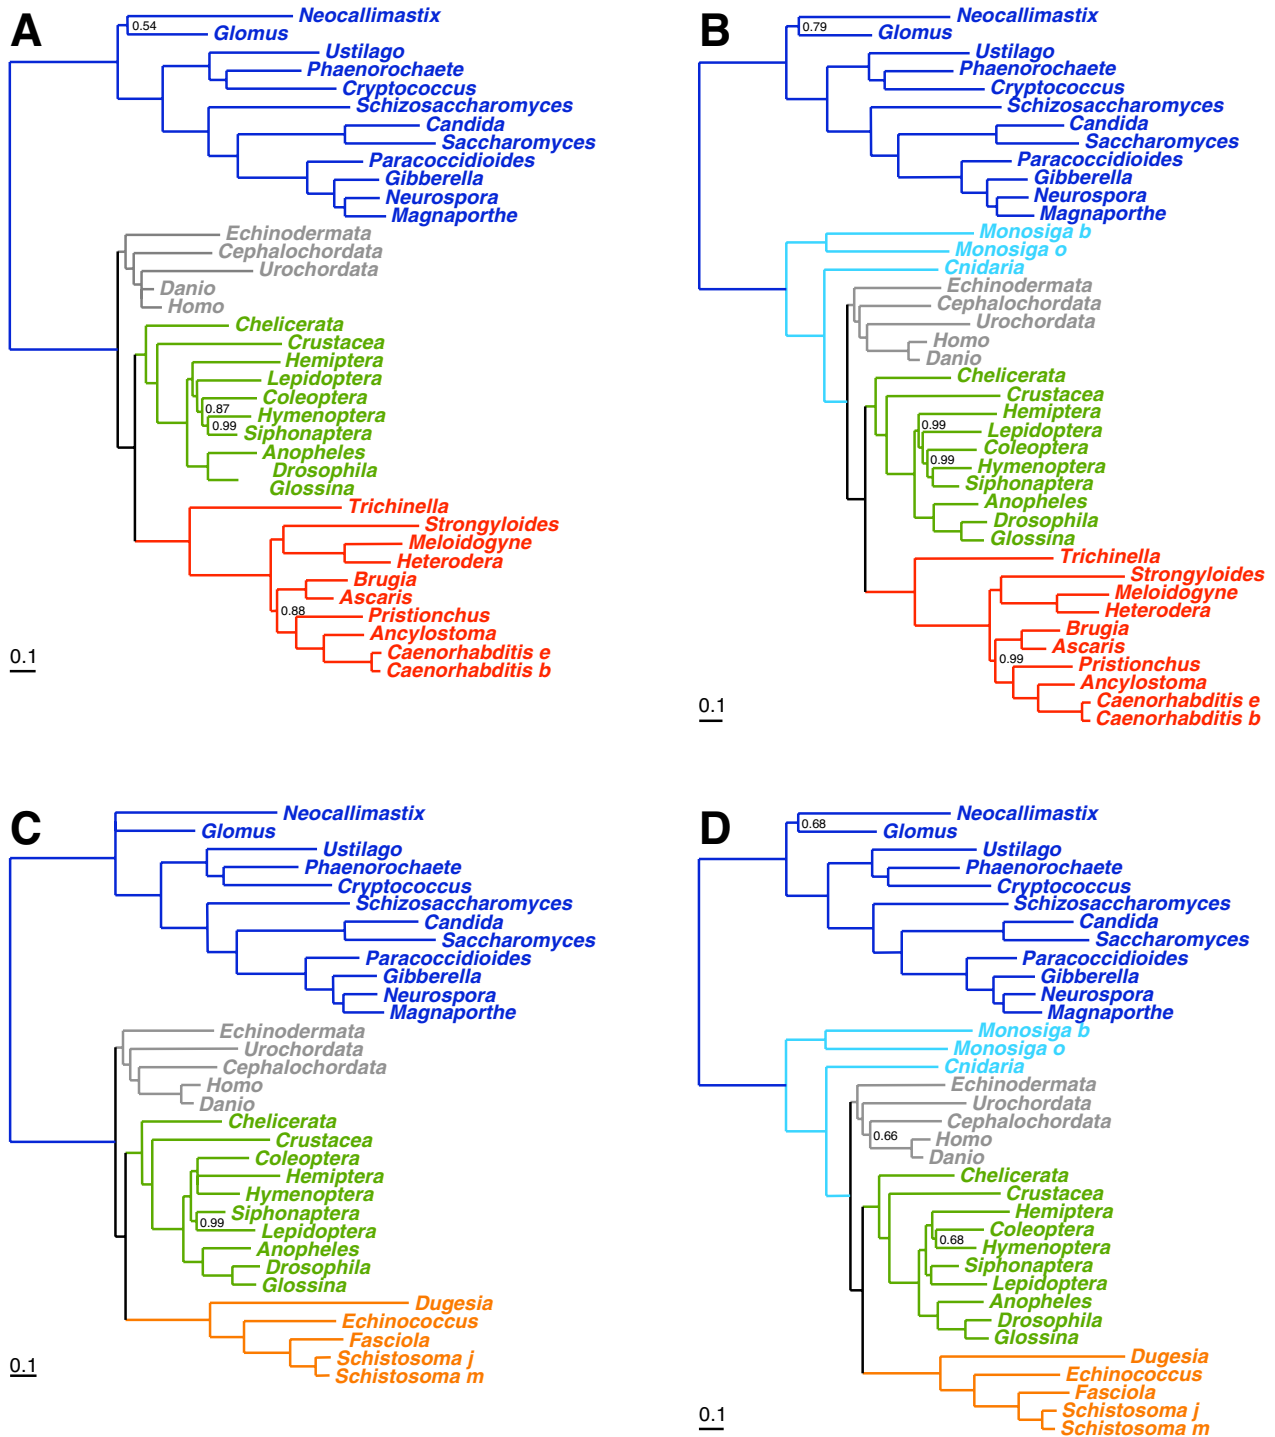 A
Neocallimastix
0.54
Glomus
Ustilago
Phaenorochaete
Cryptococcus
Schizosaccharomyces
Candida
Saccharomyces
Paracoccidioides
Gibberella
Neurospora
Magnaporthe
Echinodermata
Cephalochordata
Urochordata
Danio
Homo
Chelicerata
Crustacea
Hemiptera
Lepidoptera
Coleoptera
0.87
Hymenoptera
0.99
Siphonaptera
Anopheles
Drosophila
Glossina
Trichinella
Strongyloides
Meloidogyne
Heterodera
Brugia
Ascaris
0.88
Pristionchus
Ancylostoma
Caenorhabditis e
Caenorhabditis b
0.1
B
Neocallimastix
0.79
Glomus
Ustilago
Phaenorochaete
Cryptococcus
Schizosaccharomyces
Candida
Saccharomyces
Paracoccidioides
Gibberella
Neurospora
Magnaporthe
Monosiga b
Monosiga o
Cnidaria
Echinodermata
Cephalochordata
Urochordata
Homo
Danio
Chelicerata
Crustacea
Hemiptera
0.99
Lepidoptera
Coleoptera
0.99
Hymenoptera
Siphonaptera
Anopheles
Drosophila
Glossina
Trichinella
Strongyloides
Meloidogyne
Heterodera
Brugia
Ascaris
0.99
Pristionchus
Ancylostoma
Caenorhabditis e
Caenorhabditis b
0.1
C
Neocallimastix
Glomus
Ustilago
Phaenorochaete
Cryptococcus
Schizosaccharomyces
Candida
Saccharomyces
Paracoccidioides
Gibberella
Neurospora
Magnaporthe
Echinodermata
Urochordata
Cephalochordata
Homo
Danio
Chelicerata
Crustacea
Coleoptera
Hemiptera
Hymenoptera
Siphonaptera
0.99
Lepidoptera
Anopheles
Drosophila
Glossina
Dugesia
Echinococcus
Fasciola
Schistosoma j
Schistosoma m
0.1
D
Neocallimastix
0.68
Glomus
Ustilago
Phaenorochaete
Cryptococcus
Schizosaccharomyces
Candida
Saccharomyces
Paracoccidioides
Gibberella
Neurospora
Magnaporthe
Monosiga b
Monosiga o
Cnidaria
Echinodermata
Urochordata
Cephalochordata
0.66
Homo
Danio
Chelicerata
Crustacea
Hemiptera
Coleoptera
0.68
Hymenoptera
Siphonaptera
Lepidoptera
Anopheles
Drosophila
Glossina
Dugesia
Echinococcus
Fasciola
Schistosoma j
Schistosoma m
0.1